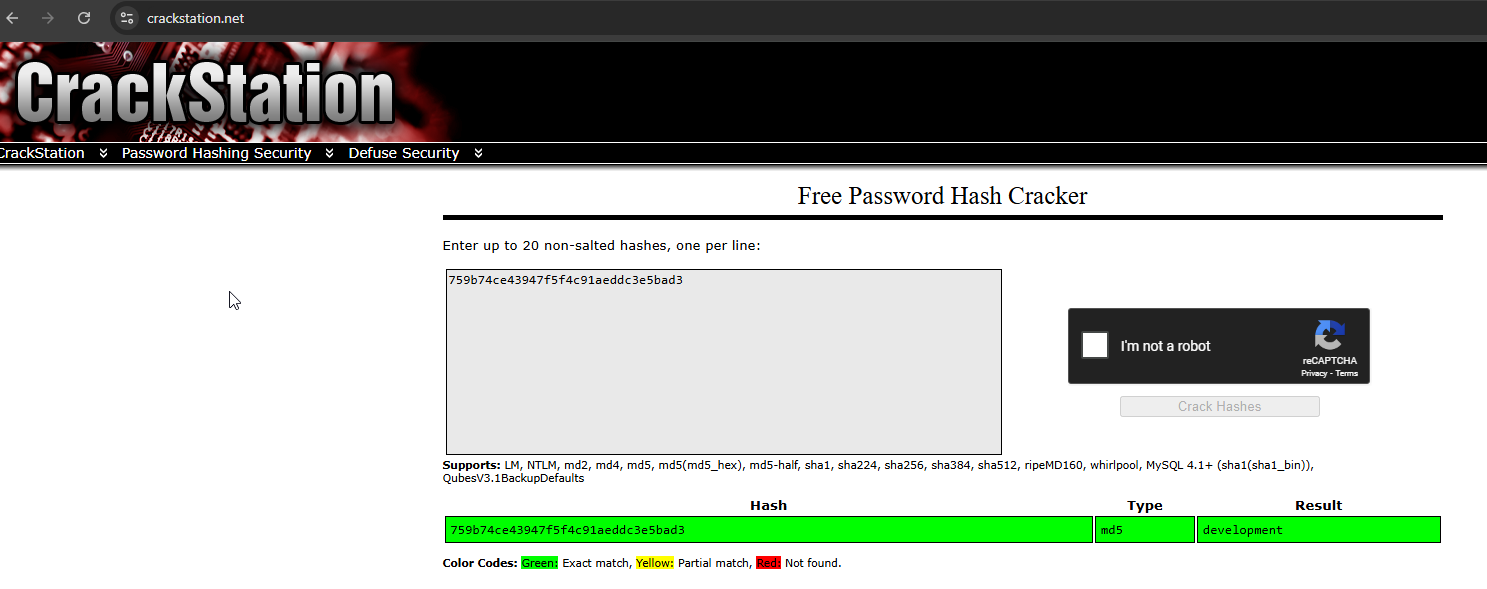 crackstation.net
CrackStation
CrackStation Password Hashing Security Defuse Security
Free Password Hash Cracker
Enter up to 20 non-salted hashes, one per line:
759b74ce43947f5f4c91aeddc3e5bad3
I'm not a robot
reCAPTCHA
Privacy - Terms
Crack Hashes
Supports: LM, NTLM, md2, md4, md5, md5(md5_hex), md5-half, sha1, sha224, sha256, sha384, sha512, ripeMD160, whirlpool, MySQL 4.1+ (sha1(sha1_bin)),
QubesV3.1BackupDefaults
Hash Type Result
759b74ce43947f5f4c91aeddc3e5bad3 md5 development
Color Codes: Green: Exact match, Yellow: Partial match, Red: Not found.